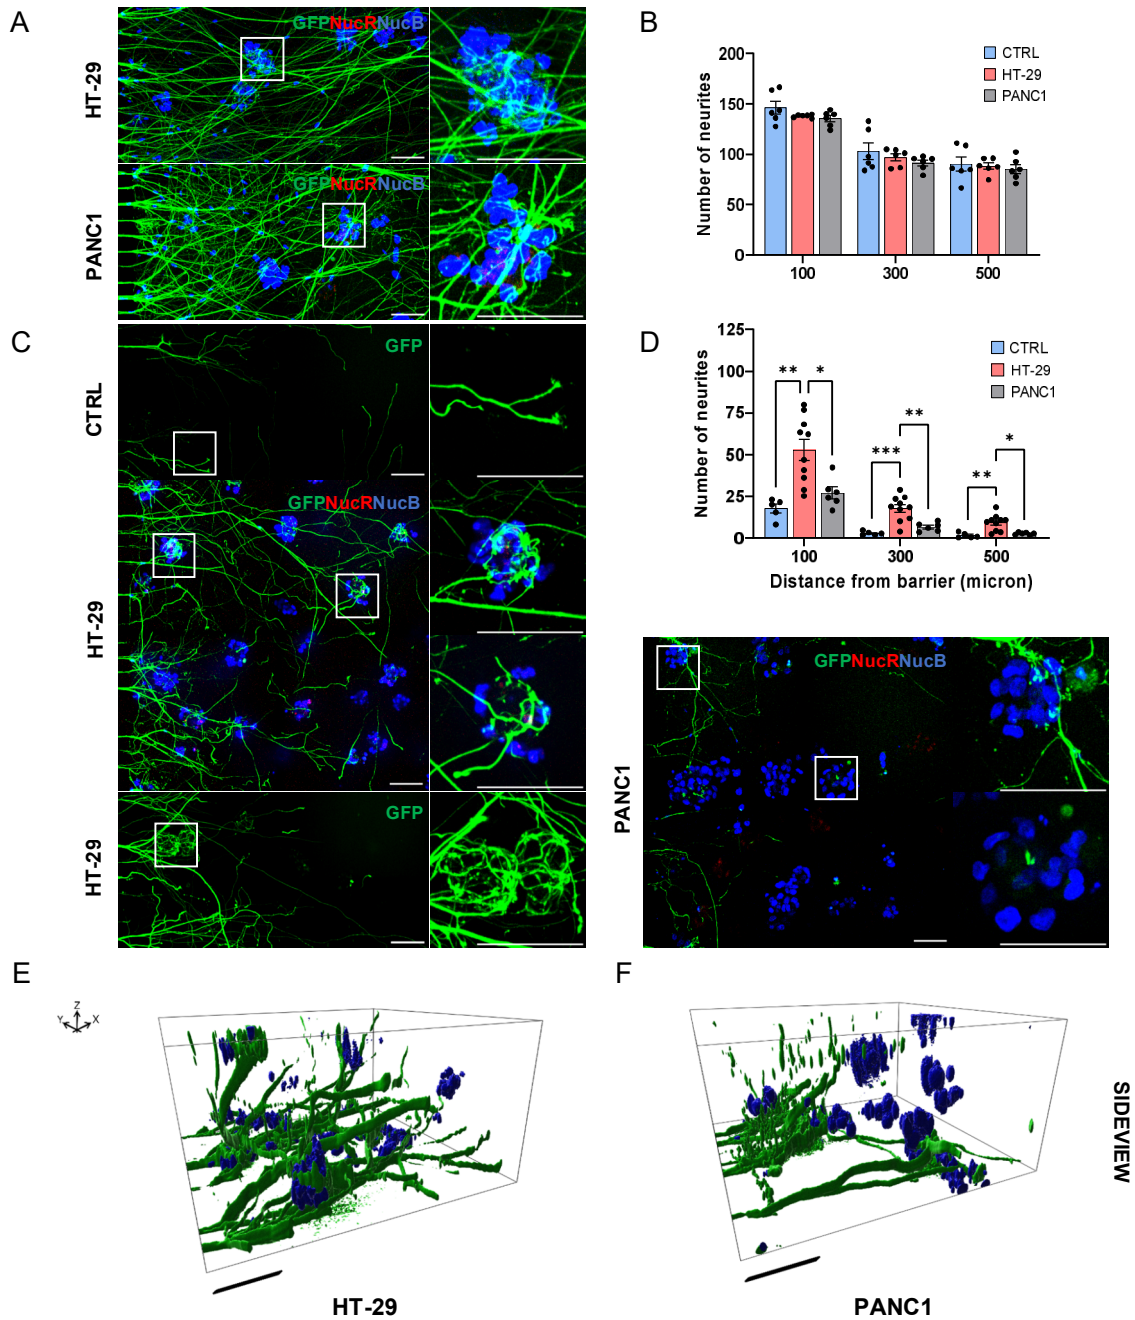 A
HT-29
GFPNucRNucB
PANC1
GFPNucRNucB
B
Number of neurites
200
150
100
50
0
100
300
500
CTRL
HT-29
PANC1
C
CTRL
GFP
HT-29
GFPNucRNucB
HT-29
GFP
D
Number of neurites
125
100
75
50
25
0
** *
*** **
** *
100
300
500
Distance from barrier (micron)
CTRL
HT-29
PANC1
PANC1
GFPNucRNucB
E
Z
Y X
HT-29
F
PANC1
SIDEVIEW